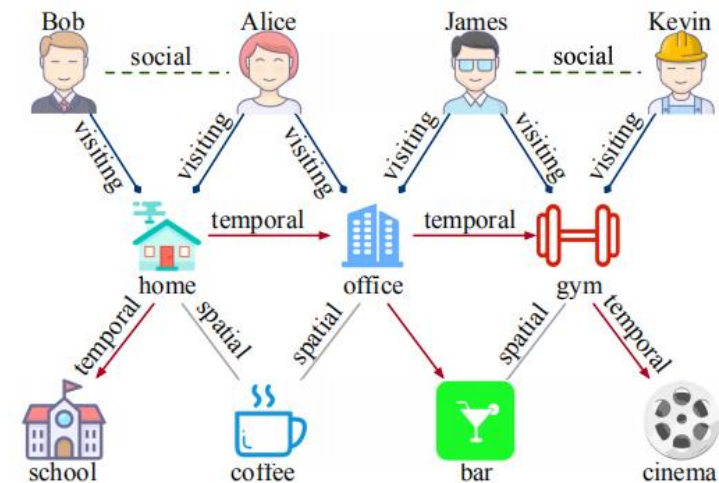 Bob Alice James Kevin
social social
visiting visiting visiting visiting visiting visiting
temporal temporal
home office gym
temporal spatial spatial spatial temporal
school coffee bar cinema